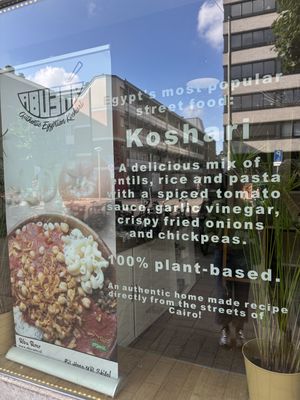 Authentic Egyptian Koshari
Egypt's most popular
street food:
Koshari
A delicious mix of
lentils, rice and pasta
with a spiced tomato
sauce, garlic vinegar,
crispy fried onions
and chickpeas.
100% plant-based.
An authentic home made recipe
directly from the streets of
Cairo!